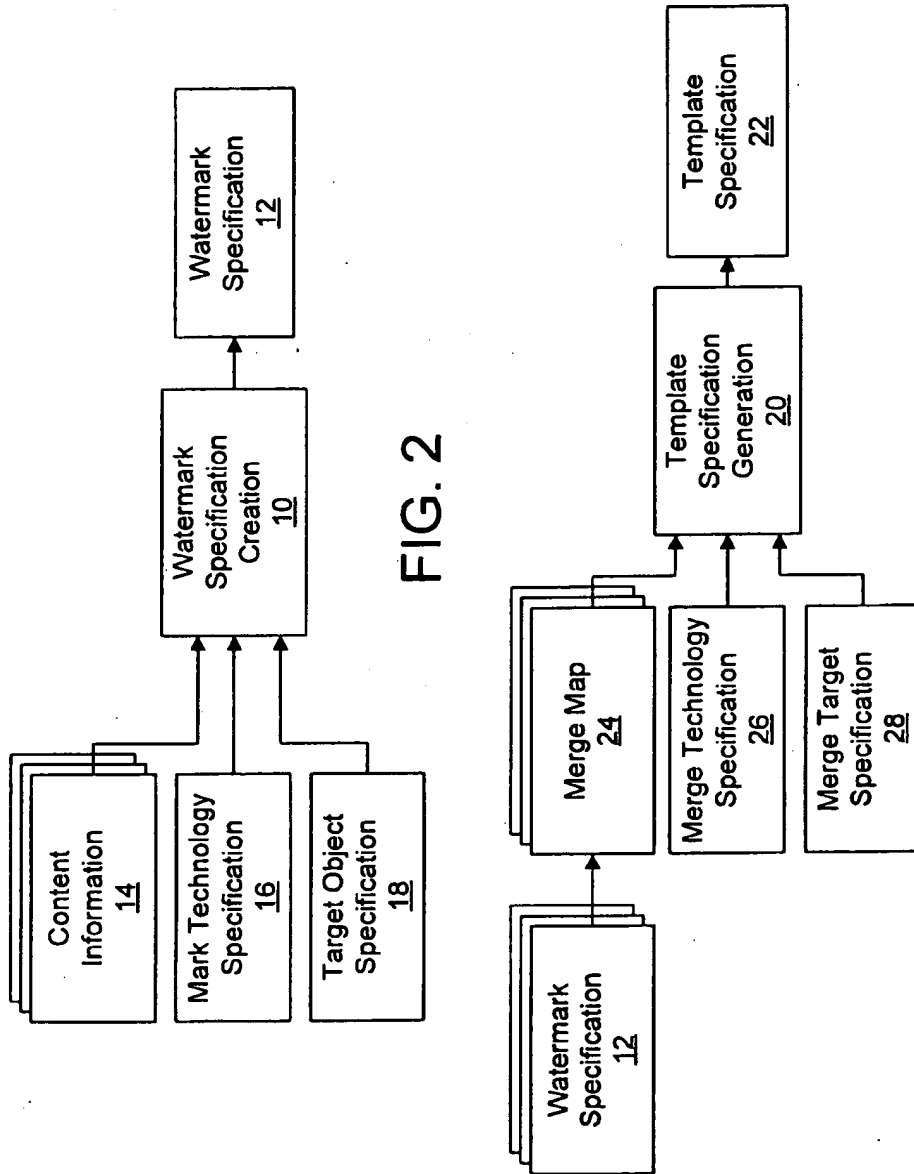 Content
Information
14
Mark Technology
Specification
16
Target Object
Specification
18
Watermark
Specification
Creation
10
Watermark
Specification
12
FIG. 2
Watermark
Specification
12
Merge Map
24
Merge Technology
Specification
26
Merge Target
Specification
28
Template
Specification
Generation
20
Template
Specification
22